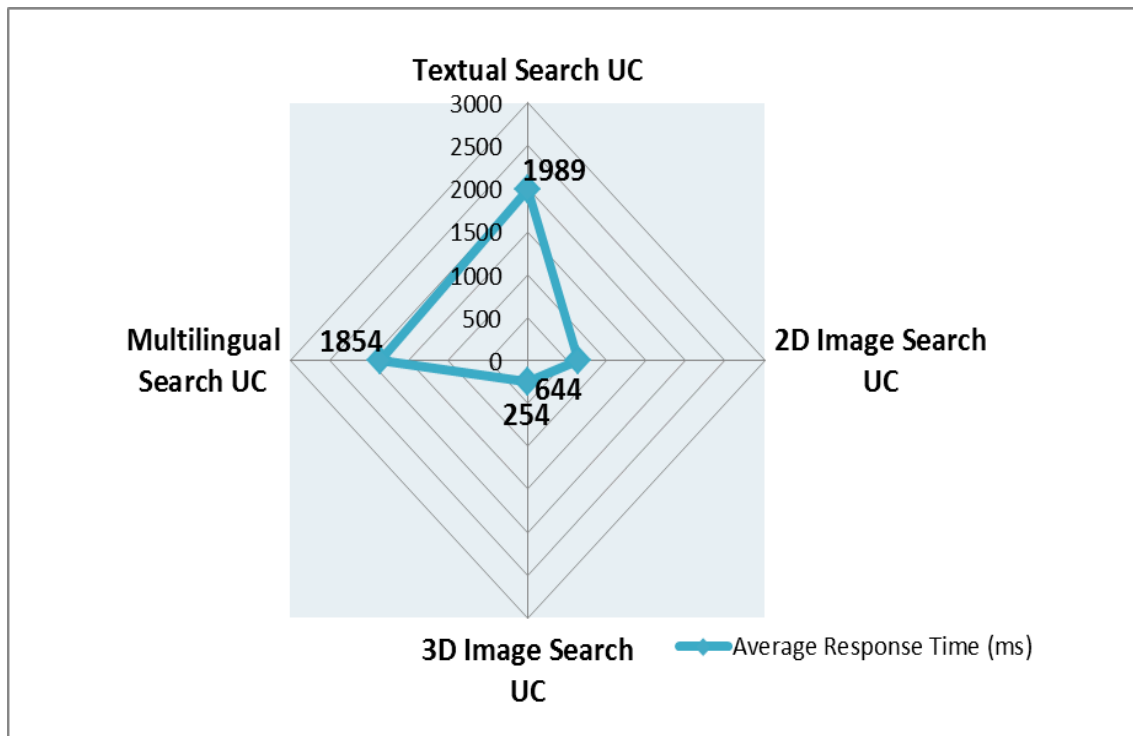 Textual Search UC
3000
2500
2000
1500
1000
500
0
1989
1854
644
254
Multilingual
Search UC
2D Image Search
UC
3D Image Search
UC
Average Response Time (ms)